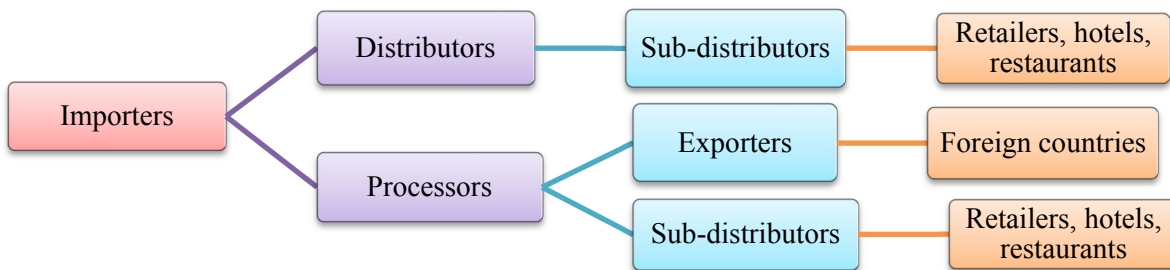 Importers
Distributors
Sub-distributors
Retailers, hotels,
restaurants
Processors
Exporters
Foreign countries
Sub-distributors
Retailers, hotels,
restaurants